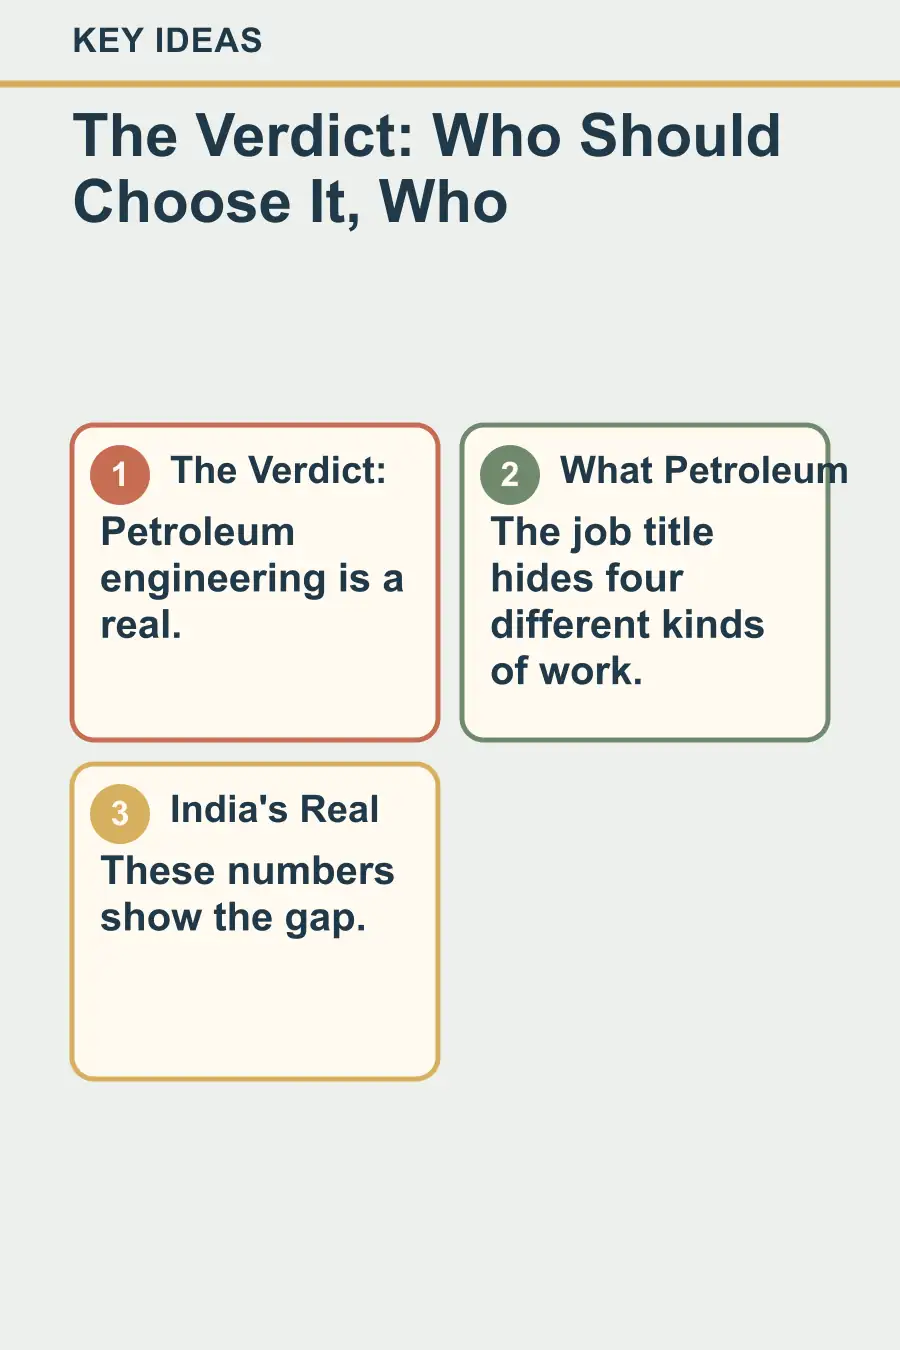 KEY IDEAS
The Verdict: Who Should
Choose It, Who
1 The Verdict:
Petroleum
engineering is a
real.
2 What Petroleum
The job title
hides four
different kinds
of work.
3 India's Real
These numbers
show the gap.